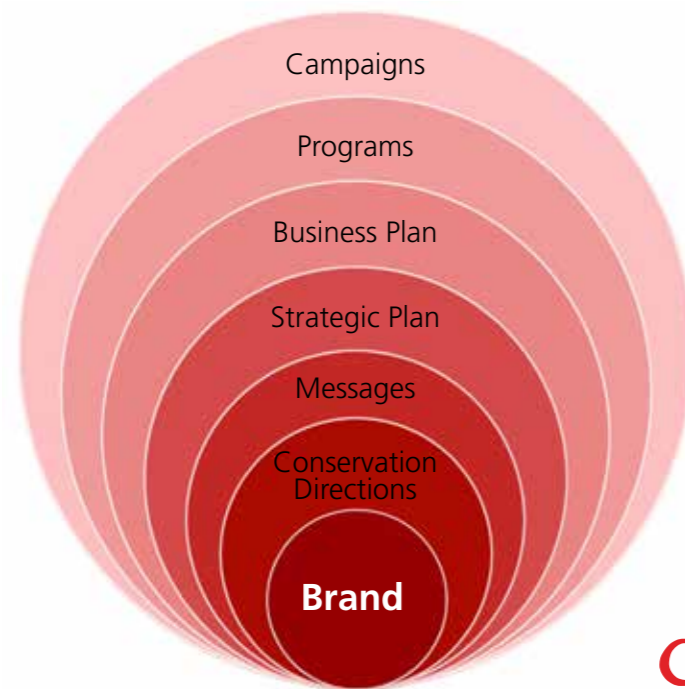 Campaigns
Programs
Business Plan
Strategic Plan
Messages
Conservation
Directions
Brand